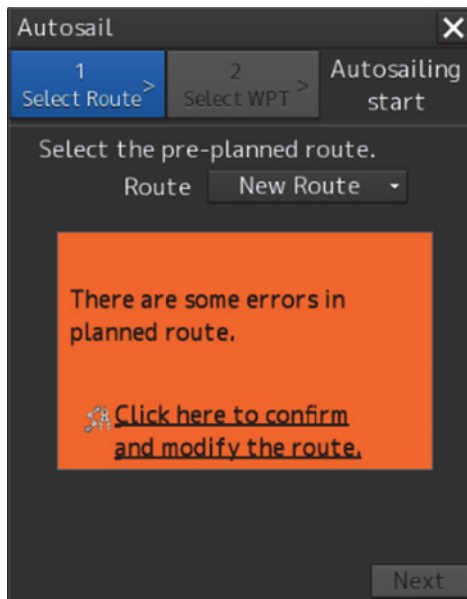 Autosail
1
Select Route >
2
Select WPT >
Autosailing
start
Select the pre-planned route.
Route New Route
There are some errors in
planned route.
Click here to confirm
and modify the route.
Next